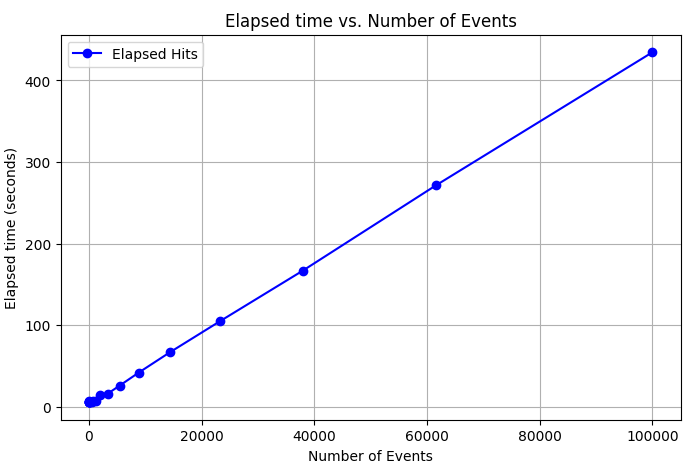 Elapsed time vs. Number of Events
Elapsed Hits
Elapsed time (seconds)
400
300
200
100
0
0 20000 40000 60000 80000 100000
Number of Events